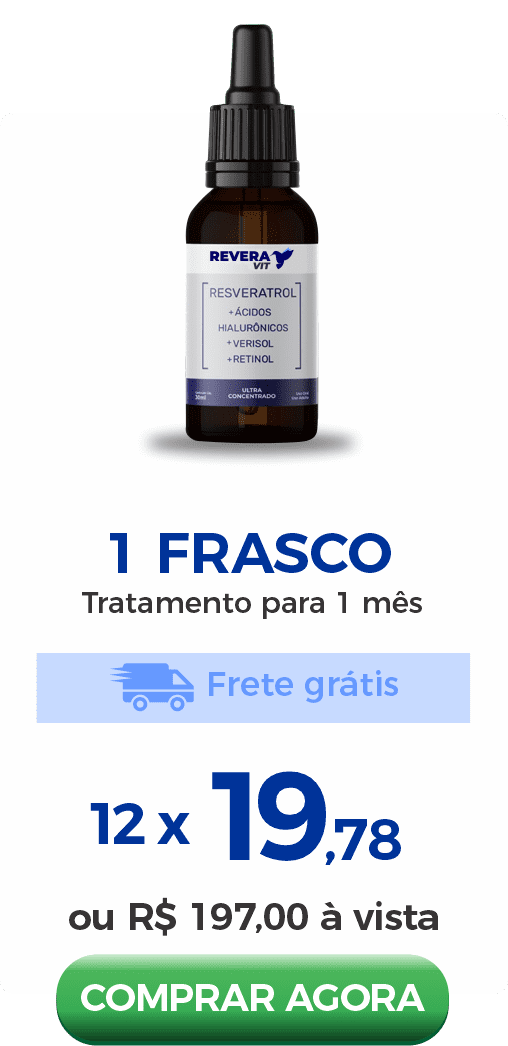 REVERA
VIT
RESVERATROL
+ÁCIDOS
HIALURÔNICOS
+VERISOL
+RETINOL
ULTRA
CONCENTRADO
30ml
1 FRASCO
Tratamento para 1 mês
Frete grátis
12 x 19,78
ou R$ 197,00 à vista
COMPRAR AGORA